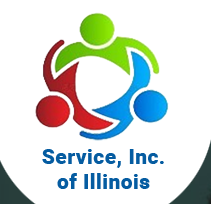 Service, Inc.
of Illinois